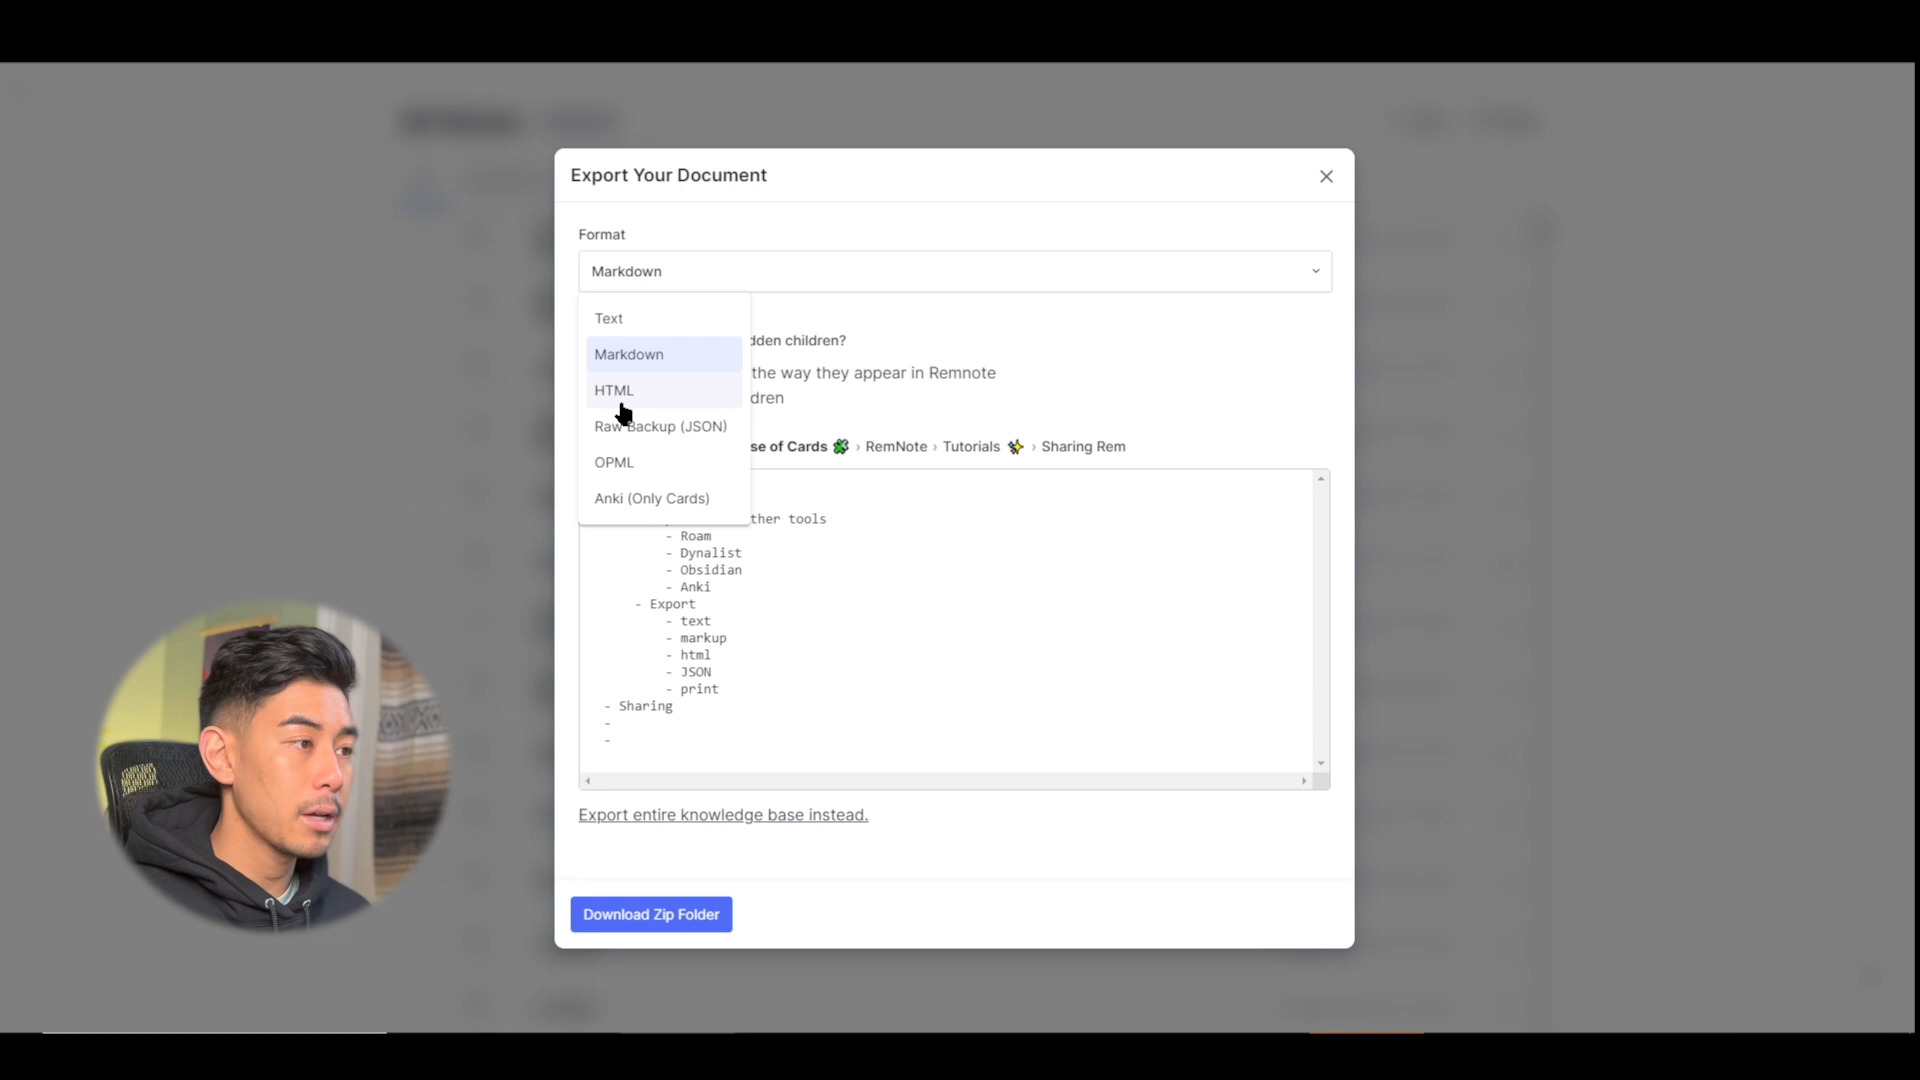 Export Your Document
Format
Markdown
Text
Markdown
HTML
Raw Backup (JSON)
OPML
Anki (Only Cards)
dden children?
the way they appear in Remnote
dren
se of Cards 🧩 › RemNote › Tutorials ✨ › Sharing Rem
ther tools
- Roam
- Dynalist
- Obsidian
- Anki
- Export
- text
- markup
- html
- JSON
- print
- Sharing
-
-
Export entire knowledge base instead.
Download Zip Folder